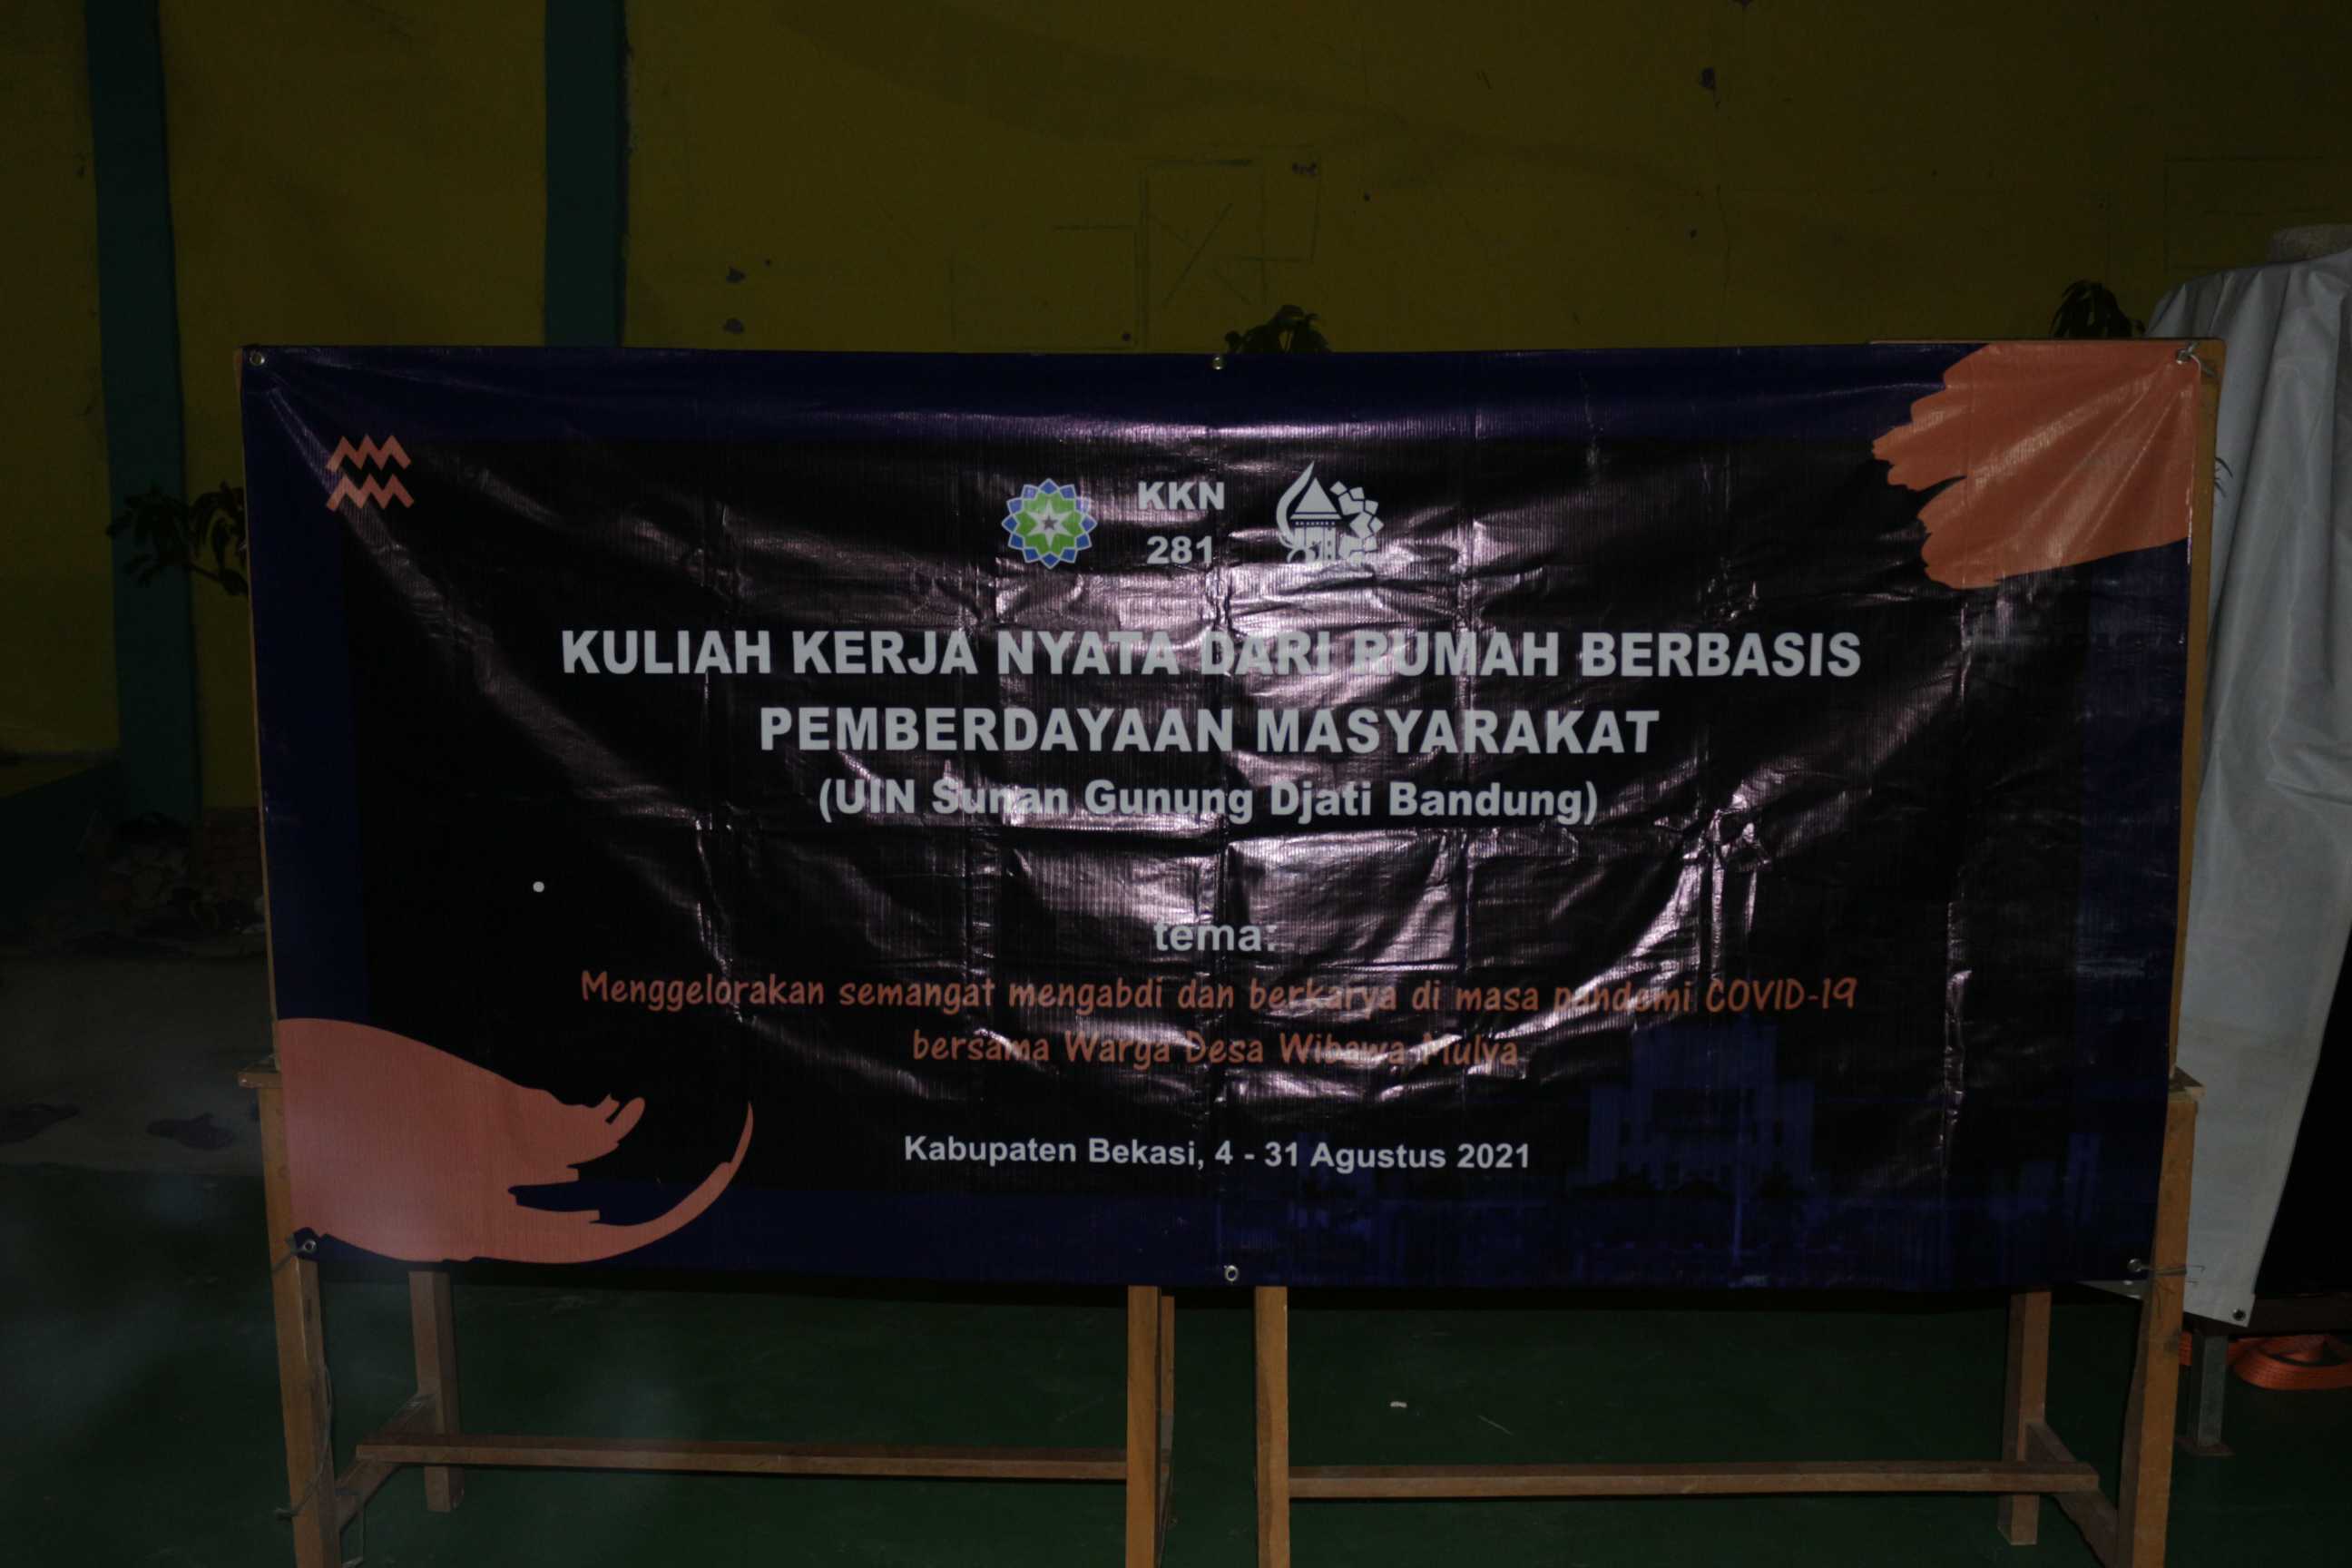 KKN
281
KULIAH KERJA NYATA DARI RUMAH BERBASIS
PEMBERDAYAAN MASYARAKAT
(UIN Sunan Gunung Djati Bandung)
tema:
Menggelorakan semangat mengabdi dan berkarya di masa pandemi COVID-19
bersama Warga Desa Wibawa Mulya
Kabupaten Bekasi, 4 - 31 Agustus 2021